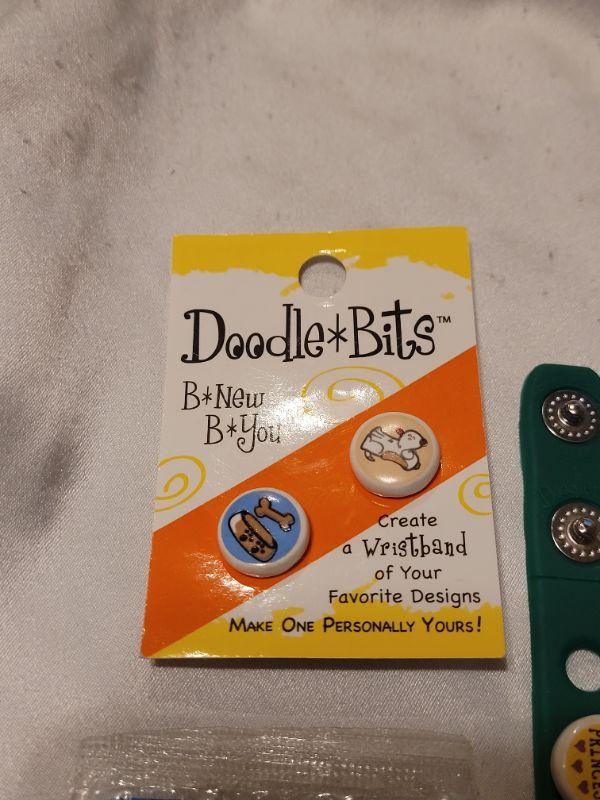 Doodle*Bits™
B*New
B*You
Create
a Wristband
of Your
Favorite Designs
Make One Personally Yours!